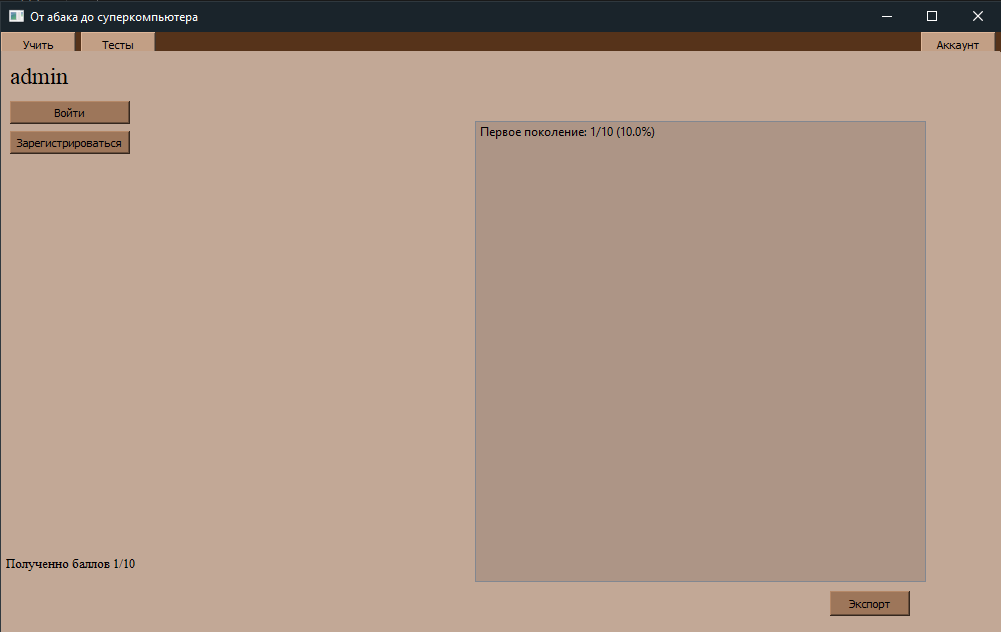 От абака до суперкомпьютера
Учить Тесты Аккаунт
admin
Войти
Зарегистрироваться
Первое поколение: 1/10 (10.0%)
Полученно баллов 1/10
Экспорт